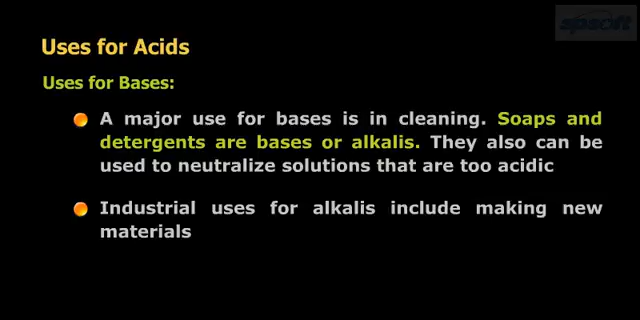 spsoft
Uses for Acids
Uses for Bases:
A major use for bases is in cleaning. Soaps and
detergents are bases or alkalis. They also can be
used to neutralize solutions that are too acidic
Industrial uses for alkalis include making new
materials